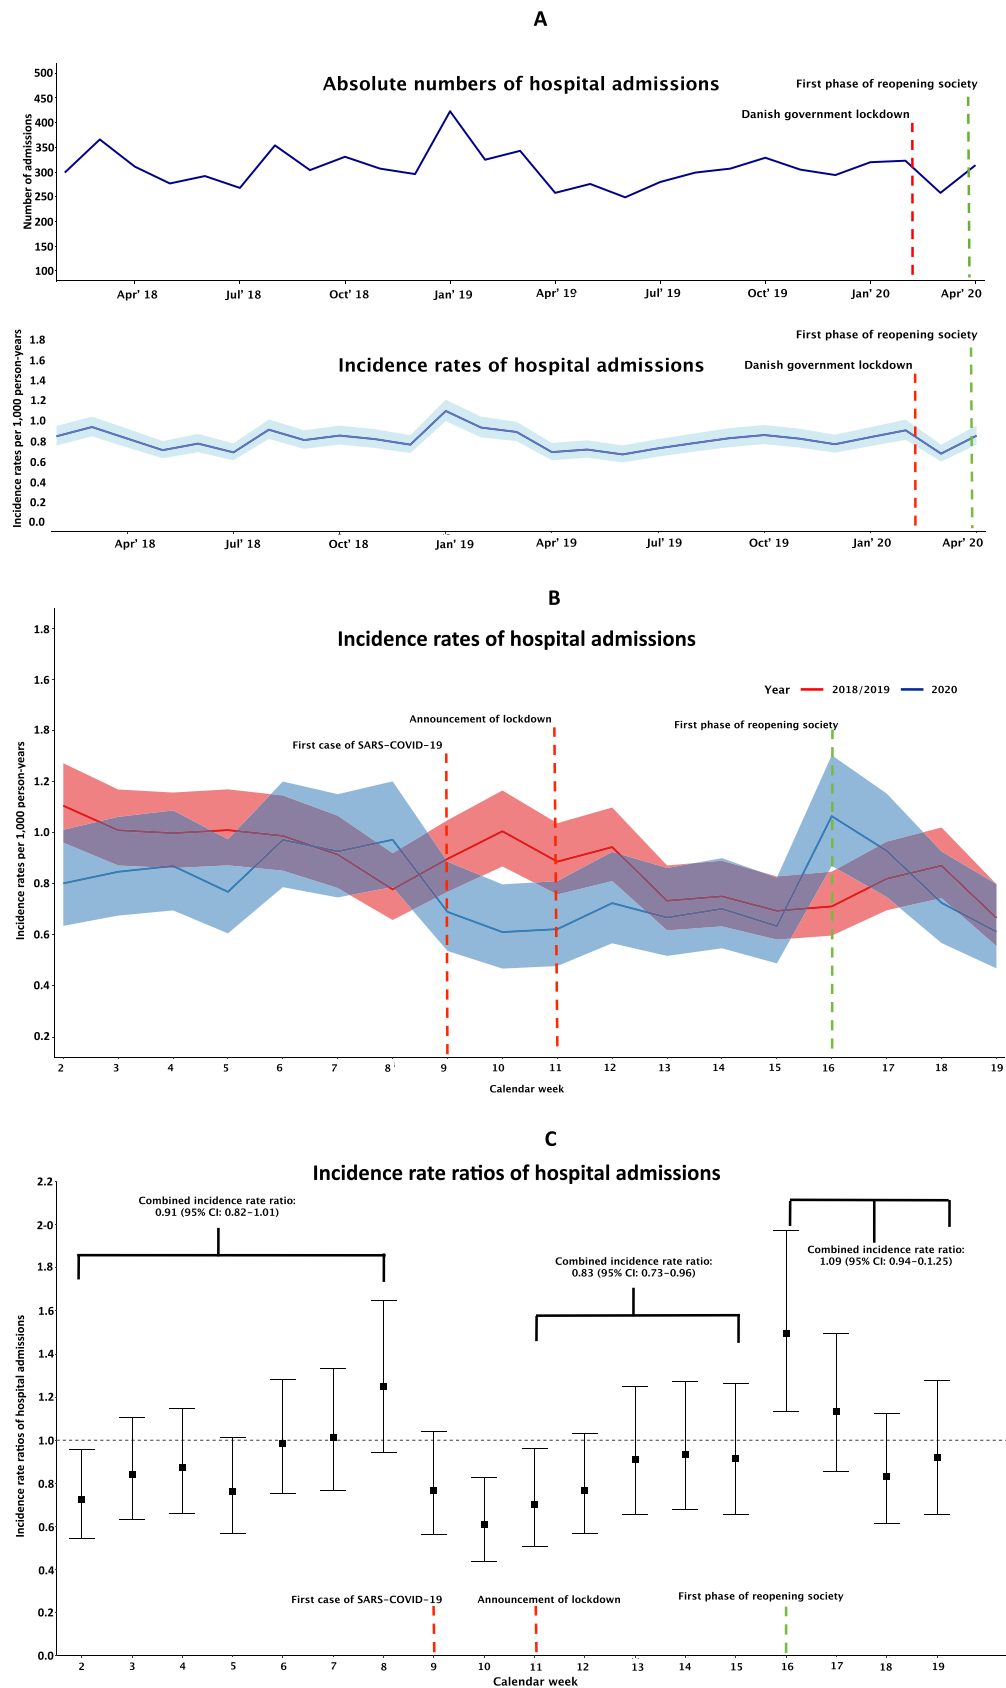 A
Absolute numbers of hospital admissions
First phase of reopening society
Danish government lockdown
Number of admissions
500
450
400
350
300
250
200
150
100
Apr' 18
Jul' 18
Oct' 18
Jan' 19
Apr' 19
Jul' 19
Oct' 19
Jan' 20
Apr' 20
Incidence rates of hospital admissions
First phase of reopening society
Danish government lockdown
Incidence rates per 1,000 person-years
1.8
1.6
1.4
1.2
1.0
0.8
0.6
0.4
0.2
0.0
Apr' 18
Jul' 18
Oct' 18
Jan' 19
Apr' 19
Jul' 19
Oct' 19
Jan' 20
Apr' 20
B
Incidence rates of hospital admissions
Year
2018/2019
2020
Announcement of lockdown
First phase of reopening society
First case of SARS-COVID-19
Incidence rates per 1,000 person-years
1.8
1.6
1.8
1.2
1.0
0.8
0.6
0.4
0.2
2
3
4
5
6
7
8
9
10
11
12
13
14
15
16
17
18
19
Calendar week
C
Incidence rate ratios of hospital admissions
Combined incidence rate ratio:
0.91 (95% CI: 0.82-1.01)
Combined incidence rate ratio:
0.83 (95% CI: 0.73-0.96)
Combined incidence rate ratio:
1.09 (95% CI: 0.94-0.1.25)
Incidence rate ratios of hospital admissions
2.2
2-0
1.8
1.6
1.4
1.2
1.0
0.8
0.6
0.4
0.2
0.0
First case of SARS-COVID-19
Announcement of lockdown
First phase of reopening society
2
3
4
5
6
7
8
9
10
11
12
13
14
15
16
17
18
19
Calendar week